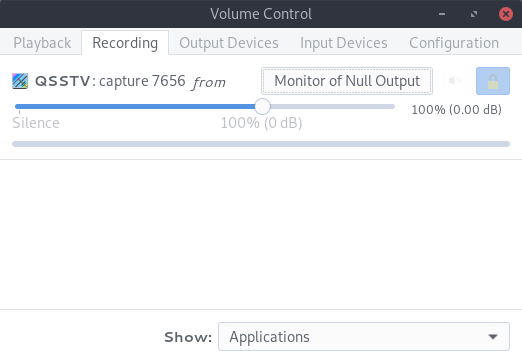 Volume Control
Playback Recording Output Devices Input Devices Configuration
QSSTV: capture 7656 from Monitor of Null Output
100% (0.00 dB)
Silence 100% (0 dB)
Show: Applications